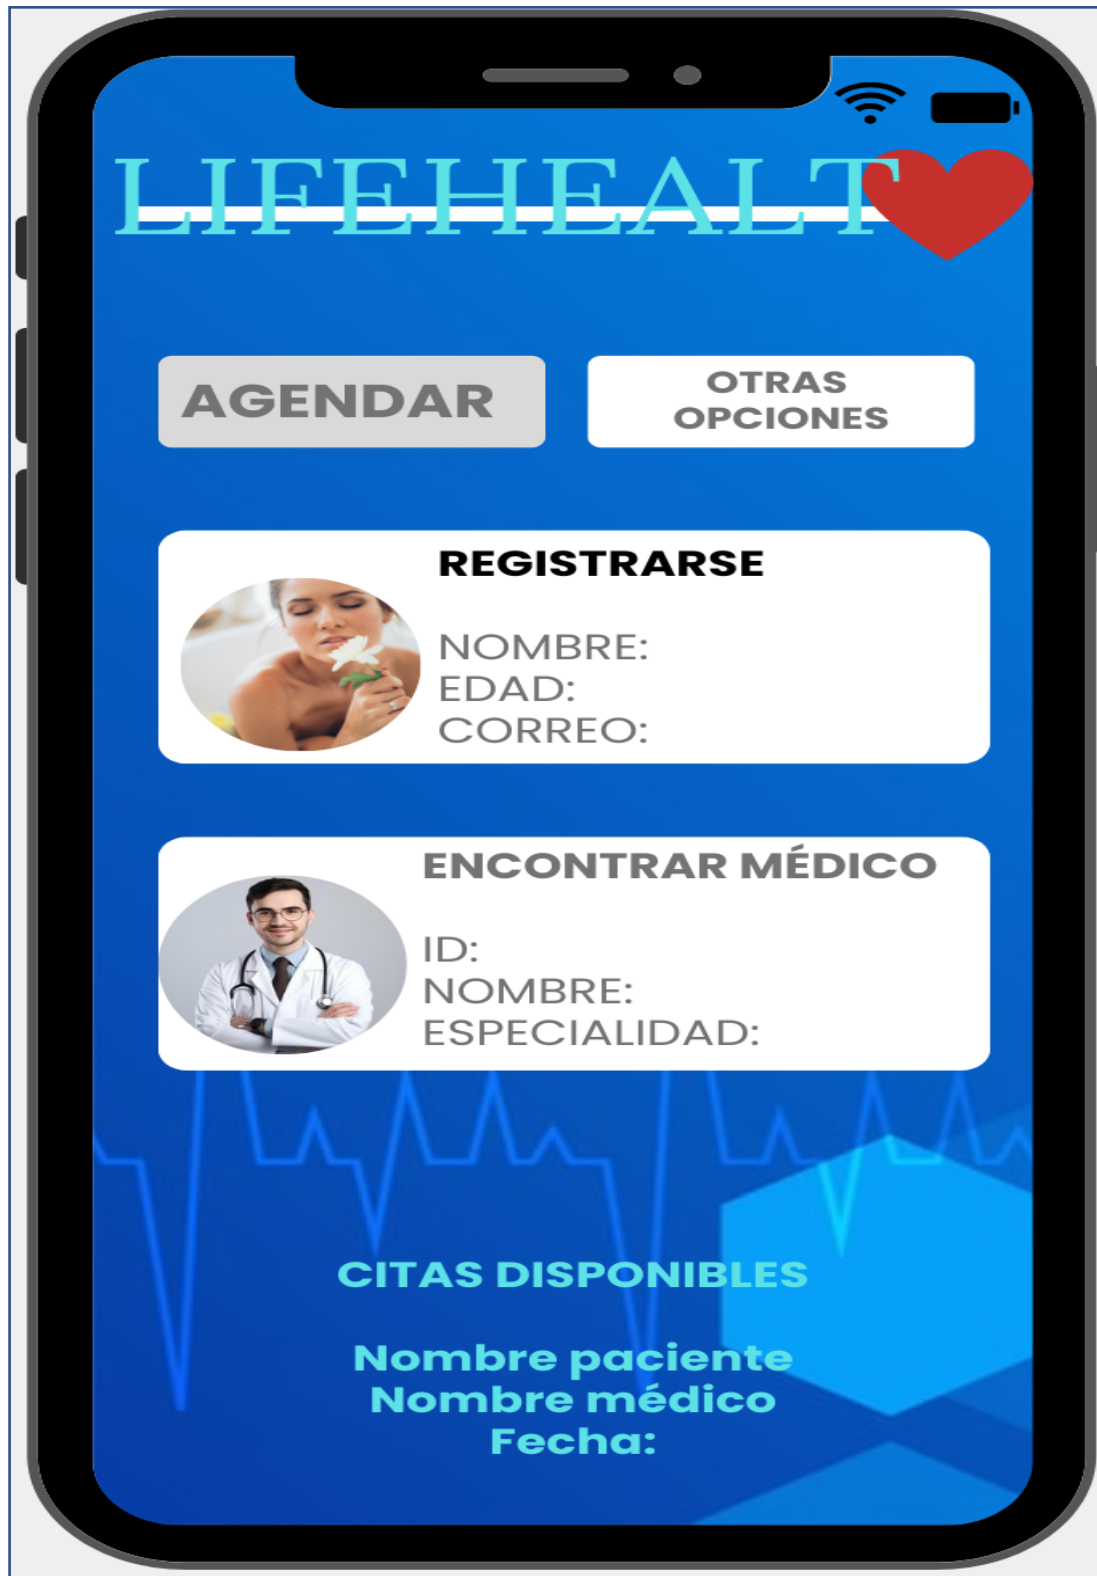 LIFEHEALT
AGENDAR
OTRAS
OPCIONES
REGISTRARSE
NOMBRE:
EDAD:
CORREO:
ENCONTRAR MÉDICO
ID:
NOMBRE:
ESPECIALIDAD:
CITAS DISPONIBLES
Nombre paciente
Nombre médico
Fecha: